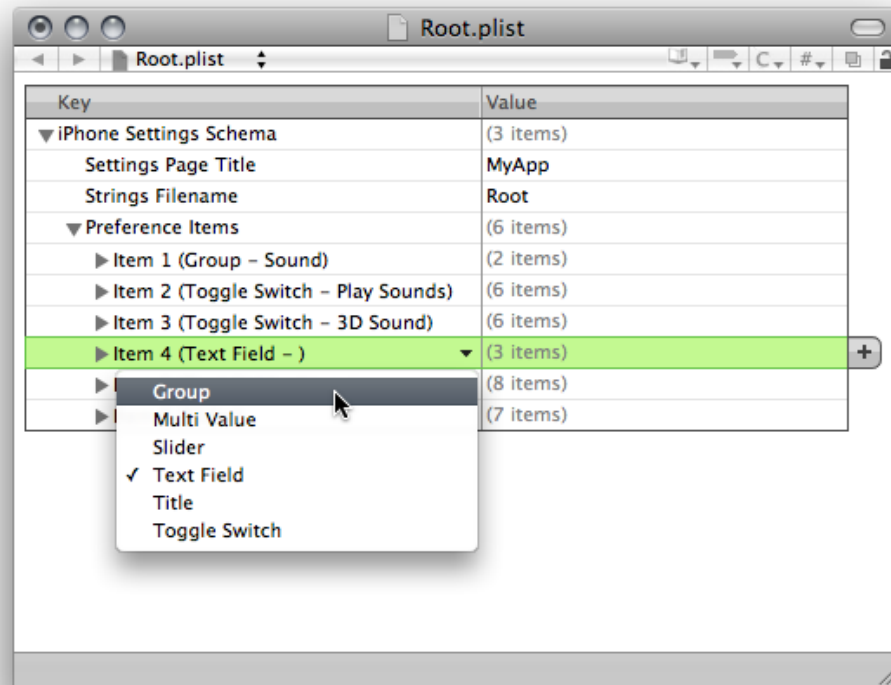 Root.plist
Root.plist C #
Key Value
iPhone Settings Schema (3 items)
Settings Page Title MyApp
Strings Filename Root
Preference Items (6 items)
Item 1 (Group – Sound) (2 items)
Item 2 (Toggle Switch – Play Sounds) (6 items)
Item 3 (Toggle Switch – 3D Sound) (6 items)
Item 4 (Text Field – ) (3 items) +
(8 items)
Group
(7 items)
Multi Value
Slider
✓ Text Field
Title
Toggle Switch